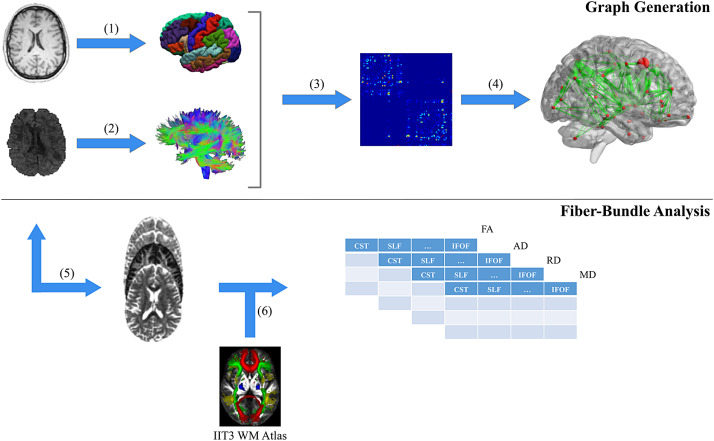 Graph Generation
(1)
(2)
(3)
(4)
Fiber-Bundle Analysis
FA
CST SLF ... IFOF AD
CST SLF ... IFOF RD
CST SLF ... IFOF MD
CST SLF ... IFOF
(5)
(6)
IIT3 WM Atlas